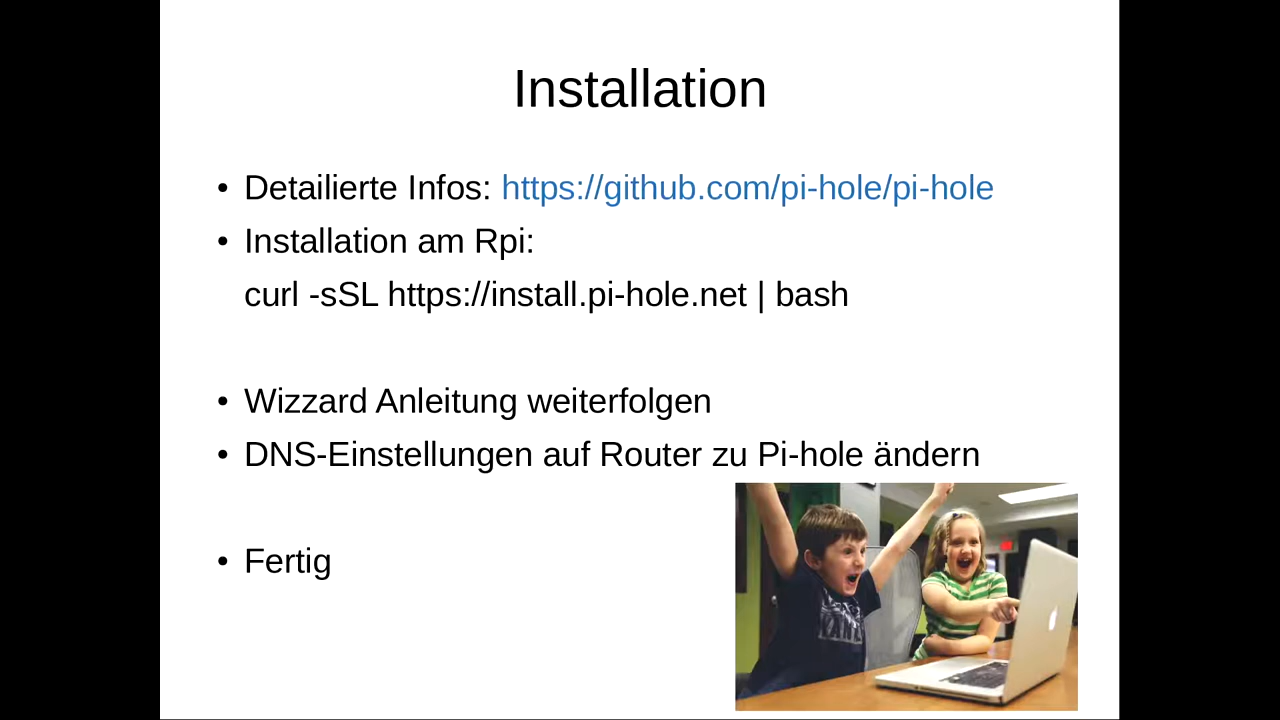 Installation
• Detailierte Infos: https://github.com/pi-hole/pi-hole
• Installation am Rpi:
curl -sSL https://install.pi-hole.net | bash
• Wizzard Anleitung weiterfolgen
• DNS-Einstellungen auf Router zu Pi-hole ändern
• Fertig